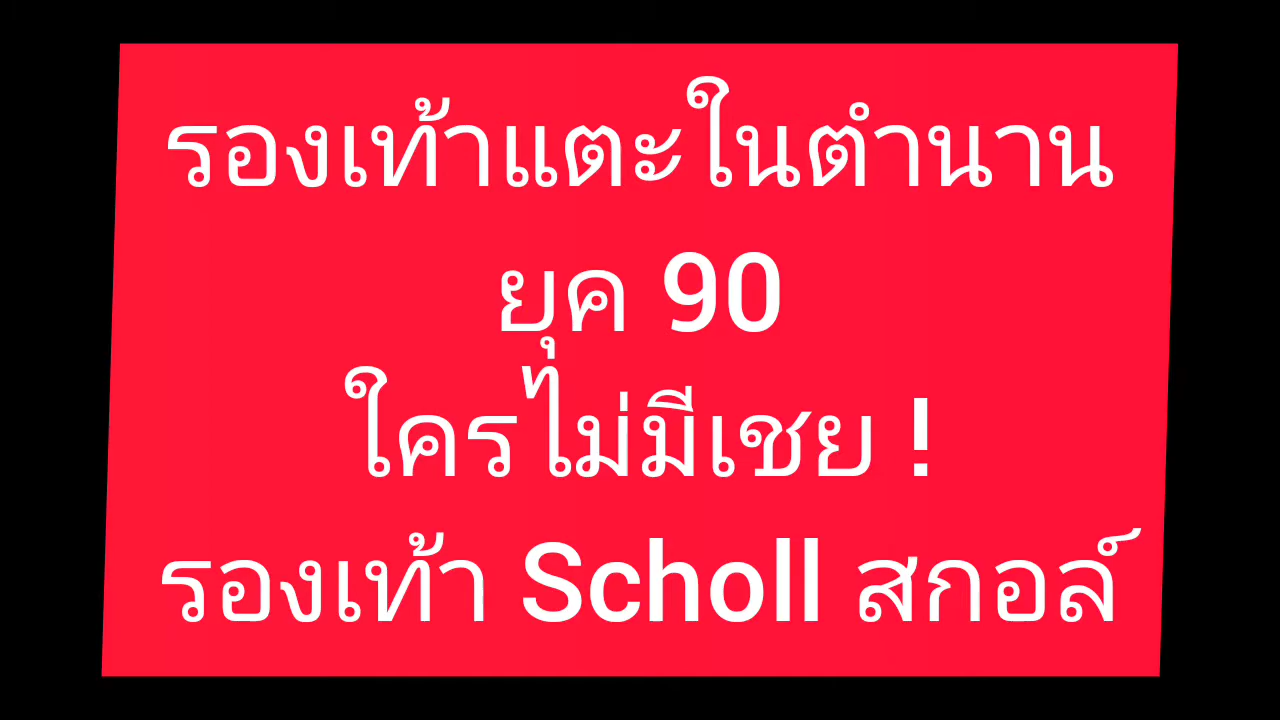 รองเท้าแตะในตำนาน
ยุค 90
ใครไม่มีเชย !
รองเท้า Scholl สกอล์